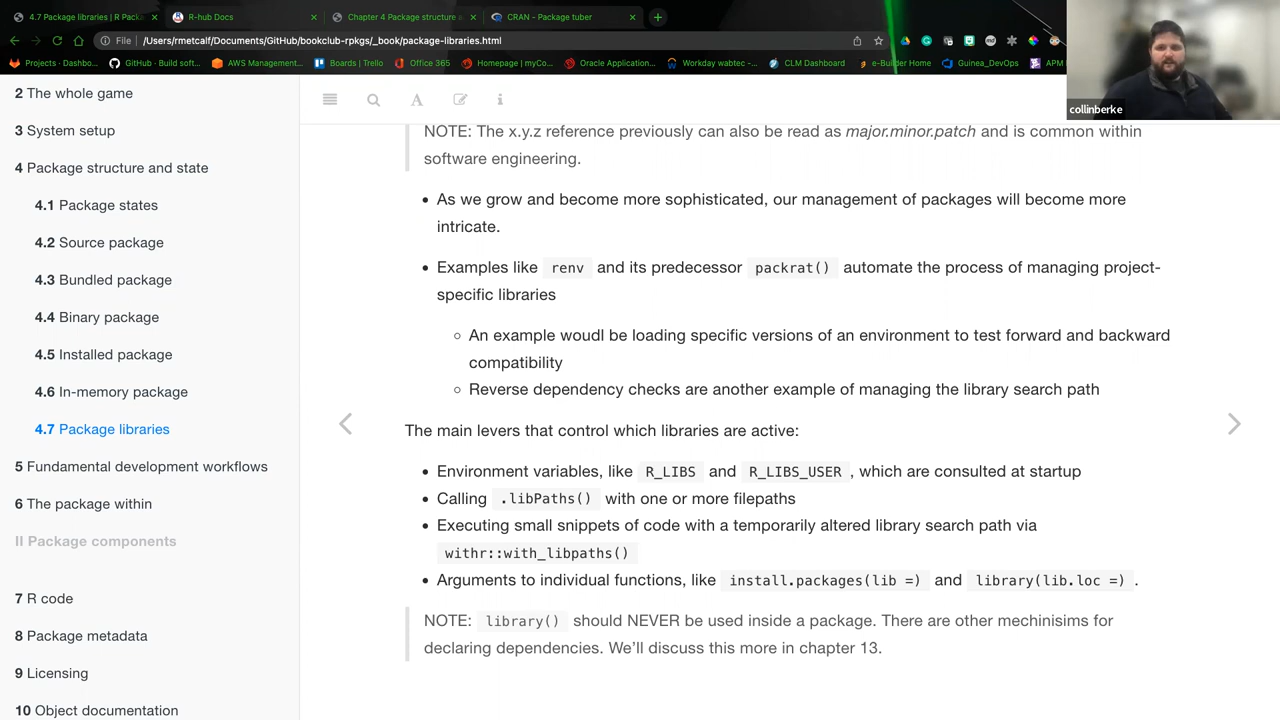 4.7 Package libraries | R Pack
R-hub Docs
Chapter 4 Package structure a
CRAN - Package tuber
File
/Users/rmetcalf/Documents/GitHub/bookclub-rpkgs/_book/package-libraries.html
Projects · Dashbo...
GitHub · Build soft...
AWS Management...
Boards | Trello
Office 365
Homepage | myCo...
Oracle Application...
Workday wabtec -...
CLM Dashboard
e-Builder Home
Guinea_DevOps
APM
collinberke
2 The whole game
3 System setup
4 Package structure and state
4.1 Package states
4.2 Source package
4.3 Bundled package
4.4 Binary package
4.5 Installed package
4.6 In-memory package
4.7 Package libraries
5 Fundamental development workflows
6 The package within
II Package components
7 R code
8 Package metadata
9 Licensing
10 Object documentation
NOTE: The x.y.z reference previously can also be read as major.minor.patch and is common within
software engineering.
As we grow and become more sophisticated, our management of packages will become more
intricate.
Examples like renv and its predecessor packrat() automate the process of managing project-
specific libraries
An example woudl be loading specific versions of an environment to test forward and backward
compatibility
Reverse dependency checks are another example of managing the library search path
The main levers that control which libraries are active:
Environment variables, like R_LIBS and R_LIBS_USER , which are consulted at startup
Calling .libPaths() with one or more filepaths
Executing small snippets of code with a temporarily altered library search path via
withr::with_libpaths()
Arguments to individual functions, like install.packages(lib =) and library(lib.loc =) .
NOTE: library() should NEVER be used inside a package. There are other mechinisims for
declaring dependencies. We'll discuss this more in chapter 13.